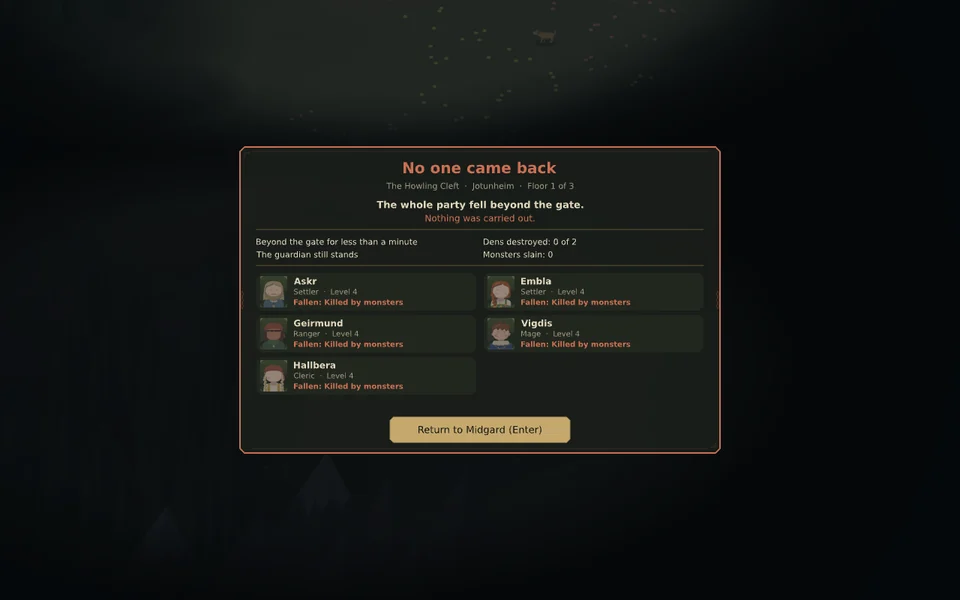 No one came back
The Howling Cleft · Jotunheim · Floor 1 of 3
The whole party fell beyond the gate.
Nothing was carried out.
Beyond the gate for less than a minute
Dens destroyed: 0 of 2
The guardian still stands
Monsters slain: 0
Askr
Settler · Level 4
Fallen: Killed by monsters
Embla
Settler · Level 4
Fallen: Killed by monsters
Geirmund
Ranger · Level 4
Fallen: Killed by monsters
Vigdis
Mage · Level 4
Fallen: Killed by monsters
Hallbera
Cleric · Level 4
Fallen: Killed by monsters
Return to Midgard (Enter)